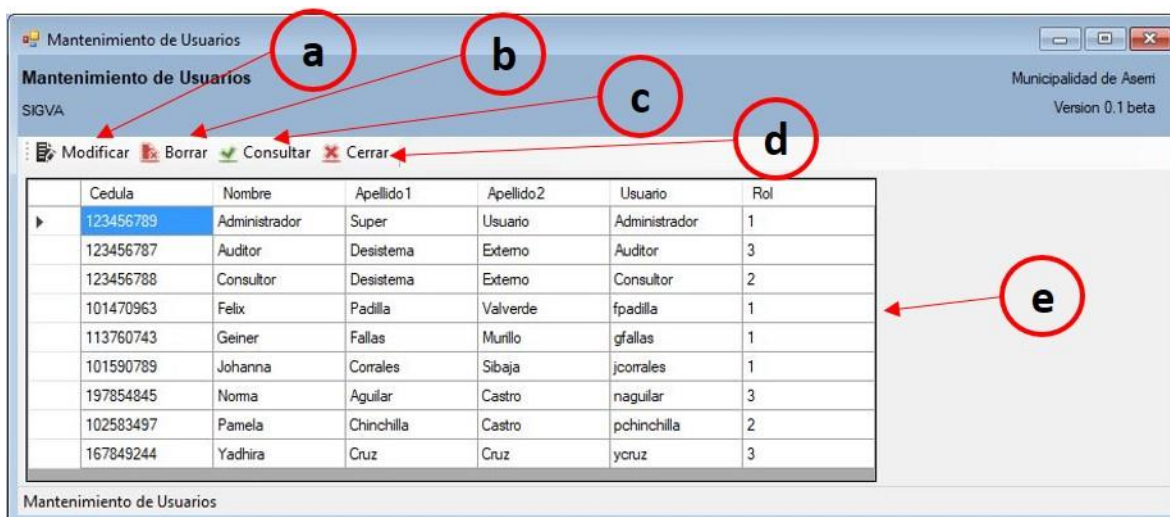 Mantenimiento de Usuarios
a
b
c
d
e
Mantenimiento de Usuarios
Municipalidad de Aserri
SIGVA
Version 0.1 beta
Modificar Borrar Consultar Cerrar
Cedula Nombre Apellido1 Apellido2 Usuario Rol
123456789 Administrador Super Usuario Administrador 1
123456787 Auditor Desistema Externo Auditor 3
123456788 Consultor Desistema Externo Consultor 2
101470963 Felix Padilla Valverde fpadilla 1
113760743 Geiner Fallas Murillo gfallas 1
101590789 Johanna Corrales Sibaja jcorrales 1
197854845 Norma Aguilar Castro naguilar 3
102583497 Pamela Chinchilla Castro pchinchilla 2
167849244 Yadhira Cruz Cruz ycruz 3
Mantenimiento de Usuarios